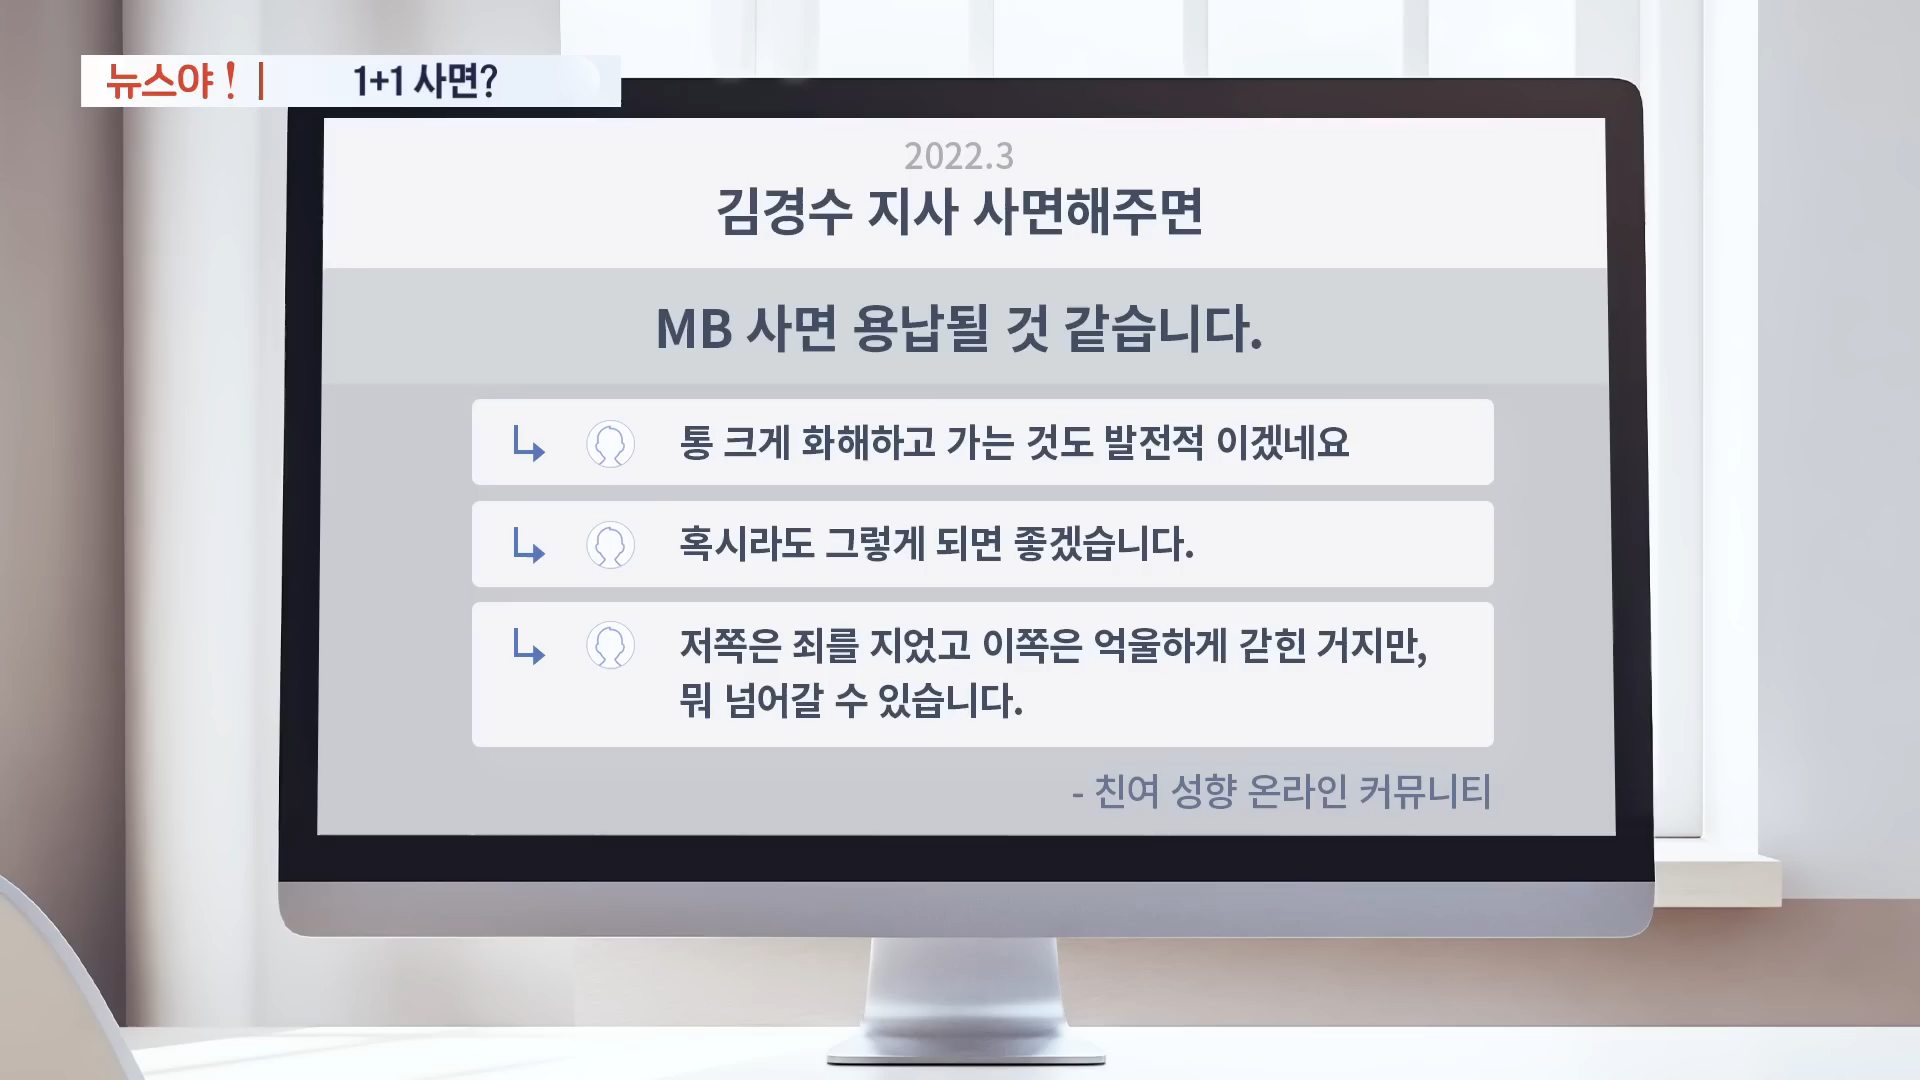 뉴스야! | 1+1 사면?
2022.3
김경수 지사 사면해주면
MB 사면 용납될 것 같습니다.
통 크게 화해하고 가는 것도 발전적 이겠네요
혹시라도 그렇게 되면 좋겠습니다.
저쪽은 죄를 지었고 이쪽은 억울하게 갇힌 거지만,
뭐 넘어갈 수 있습니다.
- 친여 성향 온라인 커뮤니티